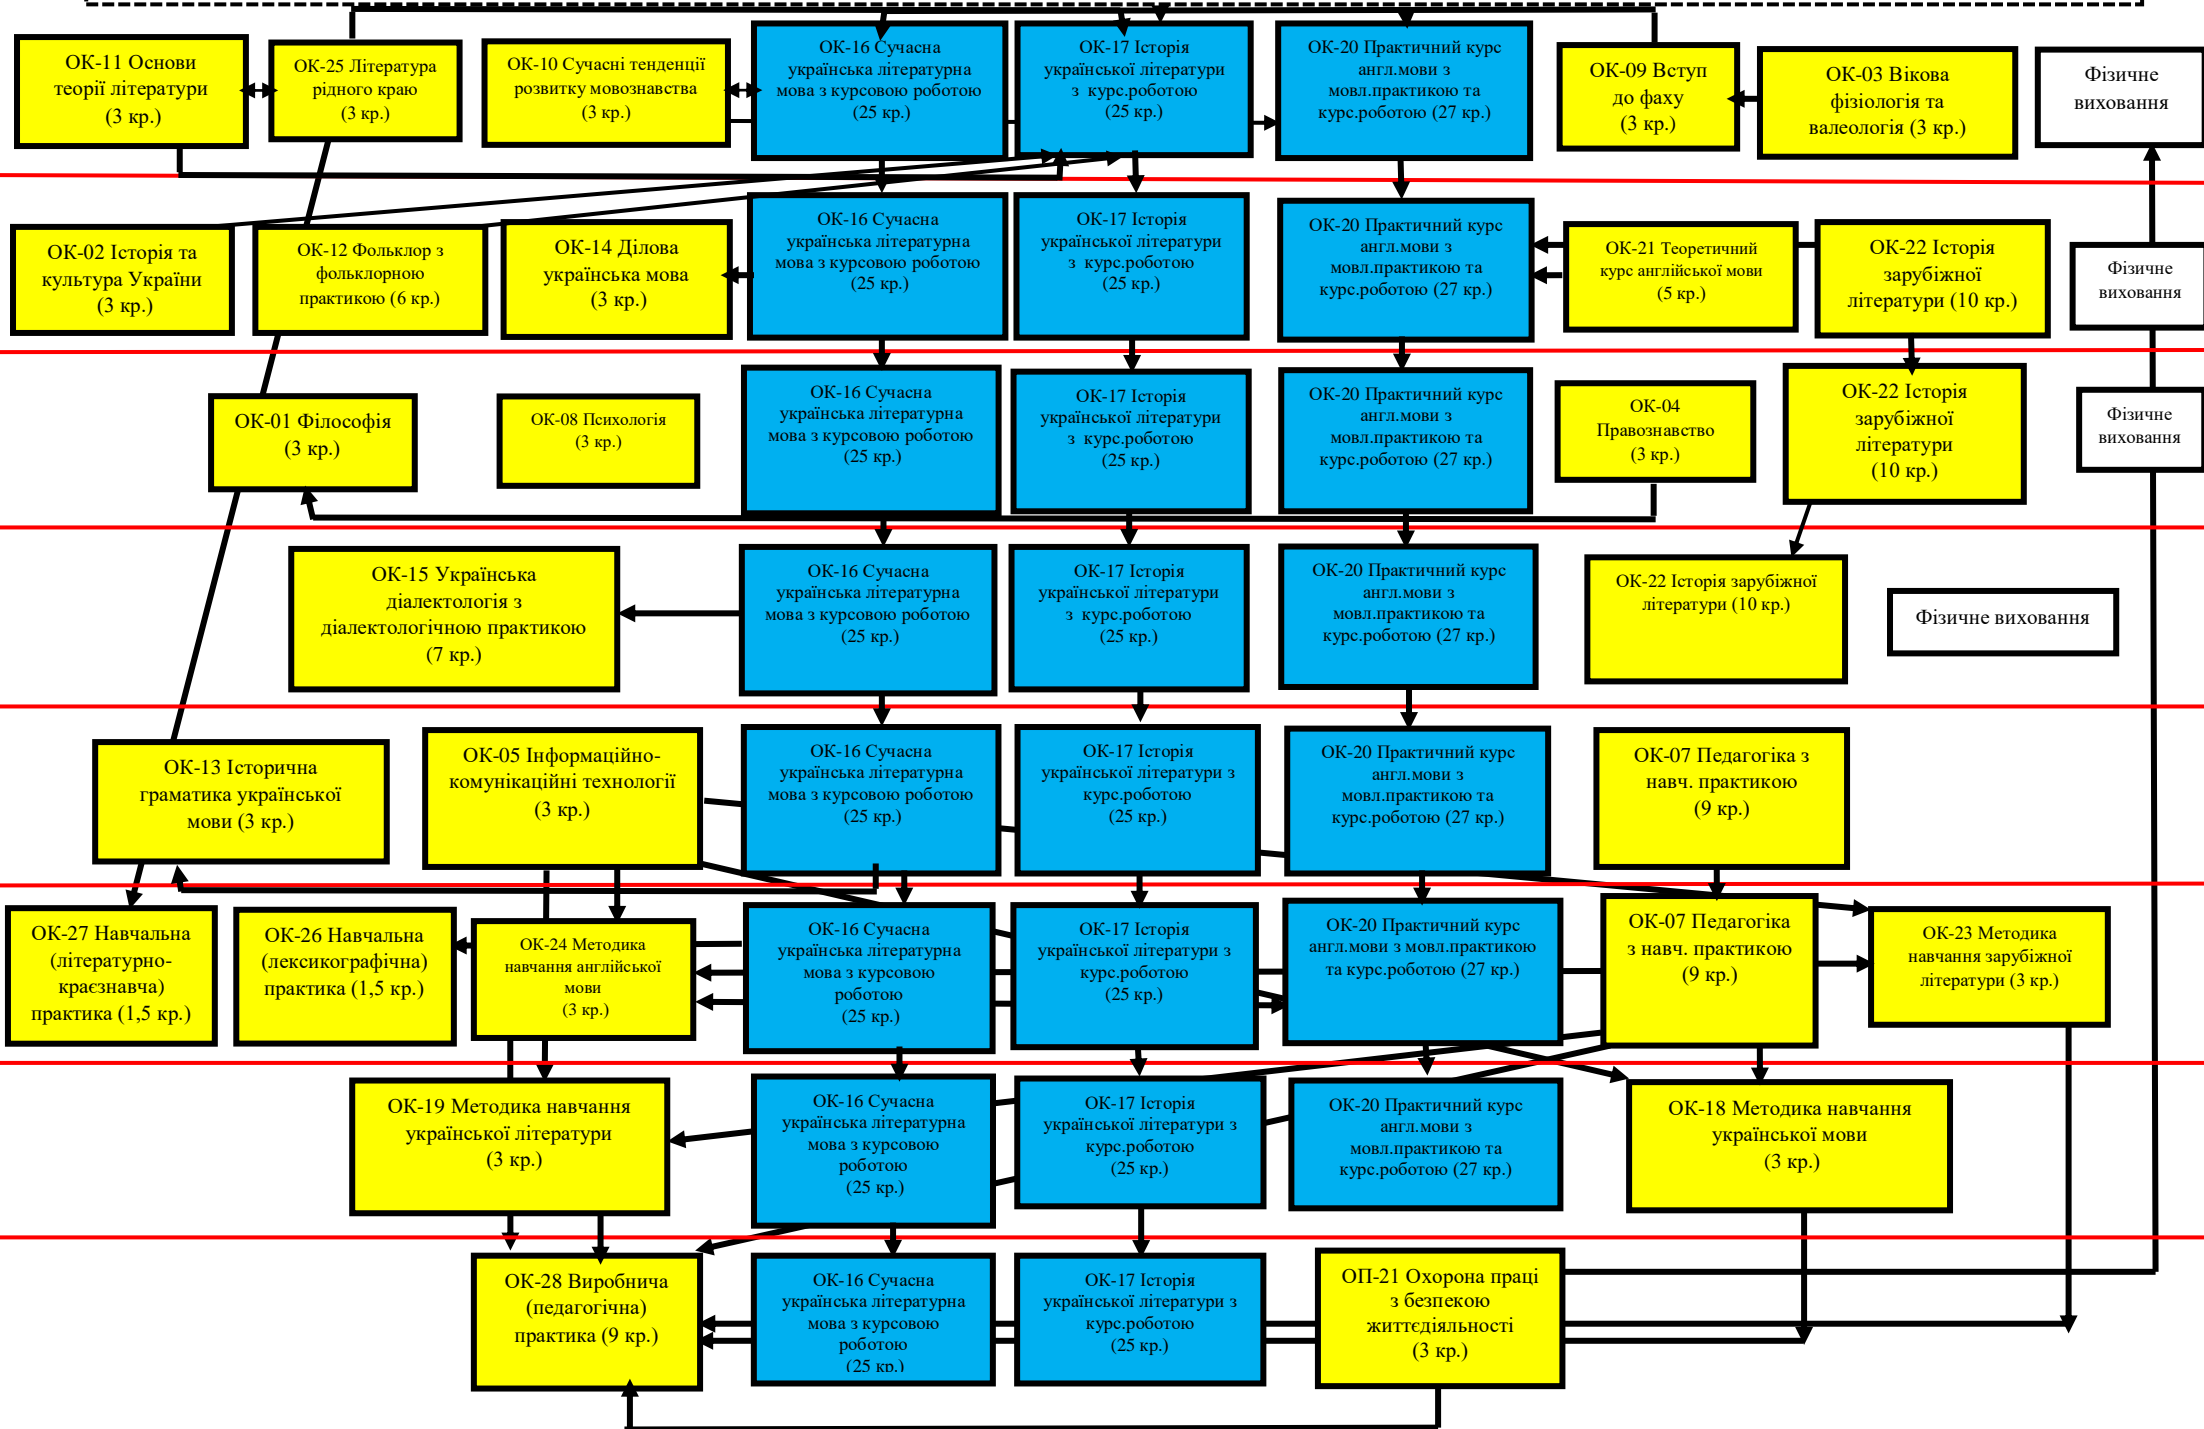 ОК-11 Основи
теорії літератури
(3 кр.)
ОК-25 Література
рідного краю
(3 кр.)
ОК-10 Сучасні тенденції
розвитку мовознавства
(3 кр.)
ОК-16 Сучасна
українська літературна
мова з курсовою роботою
(25 кр.)
ОК-17 Історія
української літератури
з курс.роботою
(25 кр.)
ОК-20 Практичний курс
англ.мови з
мовл.практикою та
курс.роботою (27 кр.)
ОК-09 Вступ
до фаху
(3 кр.)
ОК-03 Вікова
фізіологія та
валеологія (3 кр.)
Фізичне
виховання
ОК-02 Історія та
культура України
(3 кр.)
ОК-12 Фольклор з
фольклорною
практикою (6 кр.)
ОК-14 Ділова
українська мова
(3 кр.)
ОК-16 Сучасна
українська літературна
мова з курсовою роботою
(25 кр.)
ОК-17 Історія
української літератури
з курс.роботою
(25 кр.)
ОК-20 Практичний курс
англ.мови з
мовл.практикою та
курс.роботою (27 кр.)
ОК-21 Теоретичний
курс англійської мови
(5 кр.)
ОК-22 Історія
зарубіжної
літератури (10 кр.)
Фізичне
виховання
ОК-01 Філософія
(3 кр.)
ОК-08 Психологія
(3 кр.)
ОК-16 Сучасна
українська літературна
мова з курсовою роботою
(25 кр.)
ОК-17 Історія
української літератури
з курс.роботою
(25 кр.)
ОК-20 Практичний курс
англ.мови з
мовл.практикою та
курс.роботою (27 кр.)
ОК-04
Правознавство
(3 кр.)
ОК-22 Історія
зарубіжної
літератури
(10 кр.)
Фізичне
виховання
ОК-15 Українська
діалектологія з
діалектологічною практикою
(7 кр.)
ОК-16 Сучасна
українська літературна
мова з курсовою роботою
(25 кр.)
ОК-17 Історія
української літератури
з курс.роботою
(25 кр.)
ОК-20 Практичний курс
англ.мови з
мовл.практикою та
курс.роботою (27 кр.)
ОК-22 Історія зарубіжної
літератури (10 кр.)
Фізичне виховання
ОК-13 Історична
граматика української
мови (3 кр.)
ОК-05 Інформаційно-
комунікаційні технології
(3 кр.)
ОК-16 Сучасна
українська літературна
мова з курсовою роботою
(25 кр.)
ОК-17 Історія
української літератури з
курс.роботою
(25 кр.)
ОК-20 Практичний курс
англ.мови з
мовл.практикою та
курс.роботою (27 кр.)
ОК-07 Педагогіка з
навч. практикою
(9 кр.)
ОК-27 Навчальна
(літературно-
краєзнавча)
практика (1,5 кр.)
ОК-26 Навчальна
(лексикографічна)
практика (1,5 кр.)
ОК-24 Методика
навчання англійської
мови
(3 кр.)
ОК-16 Сучасна
українська літературна
мова з курсовою
роботою
(25 кр.)
ОК-17 Історія
української літератури з
курс.роботою
(25 кр.)
ОК-20 Практичний курс
англ.мови з мовл.практикою
та курс.роботою (27 кр.)
ОК-07 Педагогіка
з навч. практикою
(9 кр.)
ОК-23 Методика
навчання зарубіжної
літератури (3 кр.)
ОК-19 Методика навчання
української літератури
(3 кр.)
ОК-16 Сучасна
українська літературна
мова з курсовою
роботою
(25 кр.)
ОК-17 Історія
української літератури з
курс.роботою
(25 кр.)
ОК-20 Практичний курс
англ.мови з
мовл.практикою та
курс.роботою (27 кр.)
ОК-18 Методика навчання
української мови
(3 кр.)
ОК-28 Виробнича
(педагогічна)
практика (9 кр.)
ОК-16 Сучасна
українська літературна
мова з курсовою
роботою
(25 кр.)
ОК-17 Історія
української літератури з
курс.роботою
(25 кр.)
ОП-21 Охорона праці
з безпекою
життєдіяльності
(3 кр.)